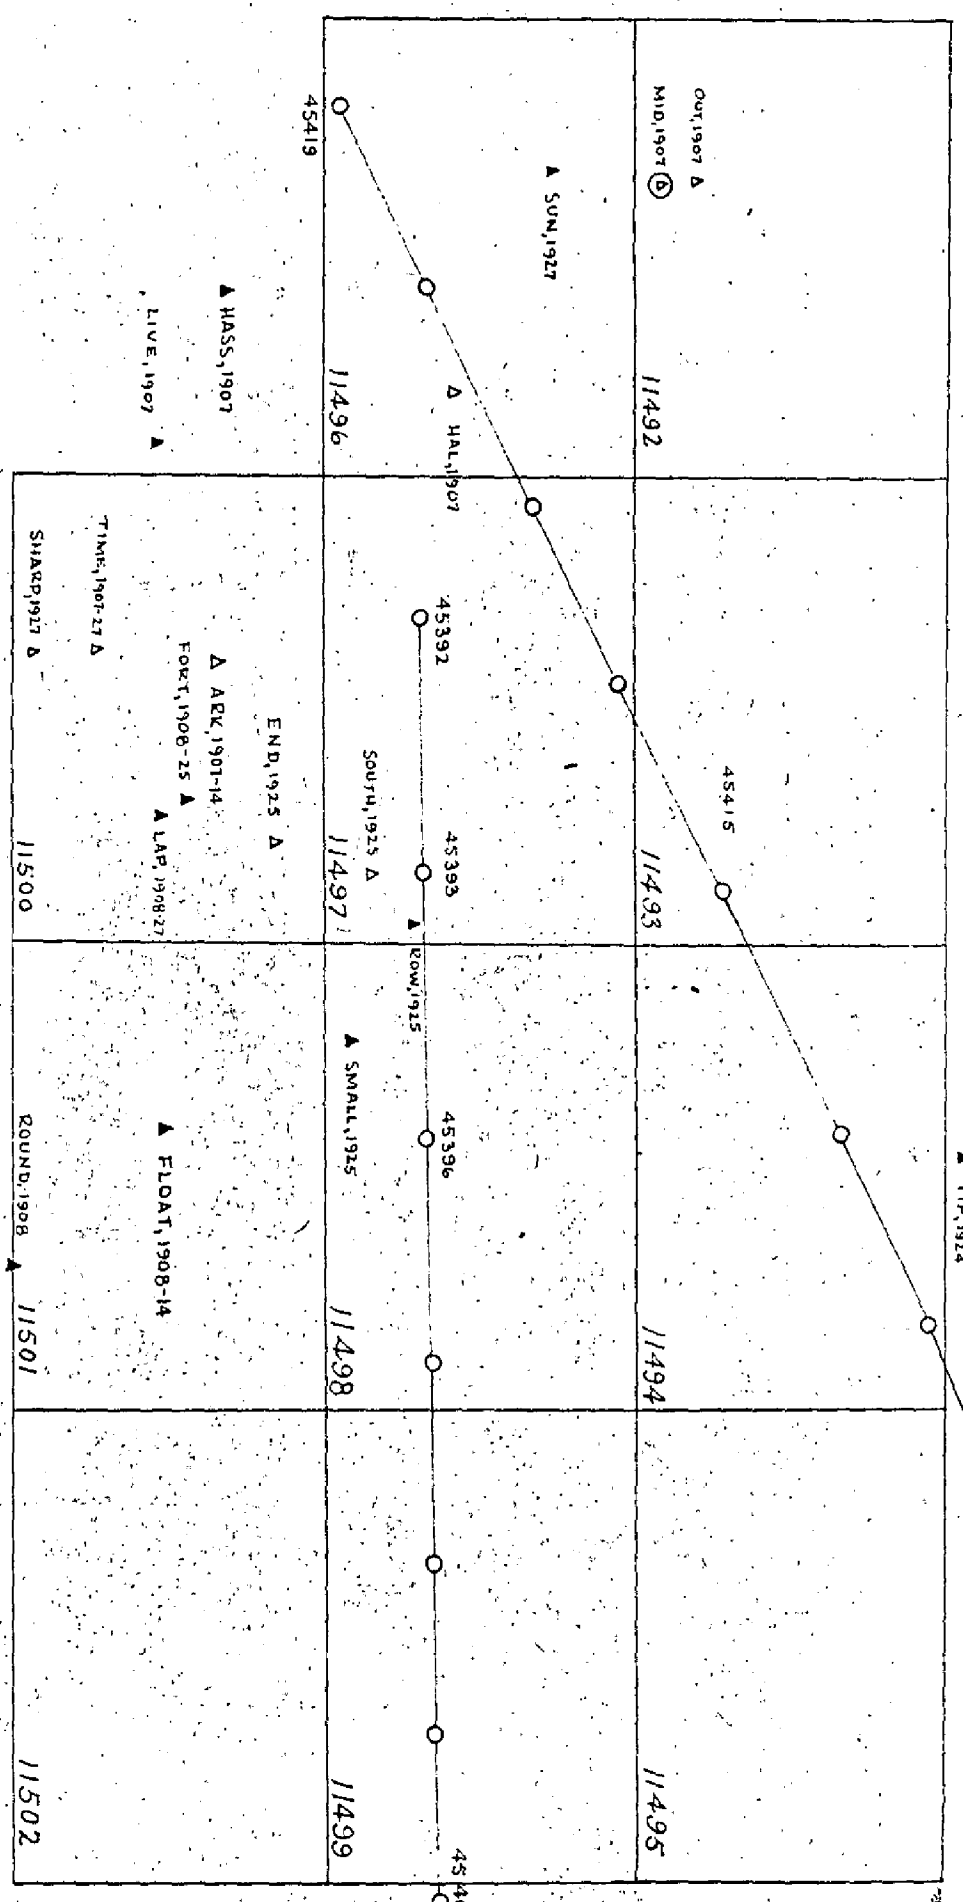 OUT, 1907
MID, 1907
SUN, 1927
11492
45419
HASS, 1907
LIVE, 1907
11496
HAL, 1907
45415
11493
45392
45393
SOUTH, 1925
11497
ROW, 1925
END, 1925
ARK, 1907-14
FORT, 1908-25
LAP, 1908-27
TIME, 1907-27
SHARP, 1927
11500
1924
11494
45396
SMALL, 1925
11498
FLOAT, 1908-14
ROUND, 1908
11501
11495
11499
11502